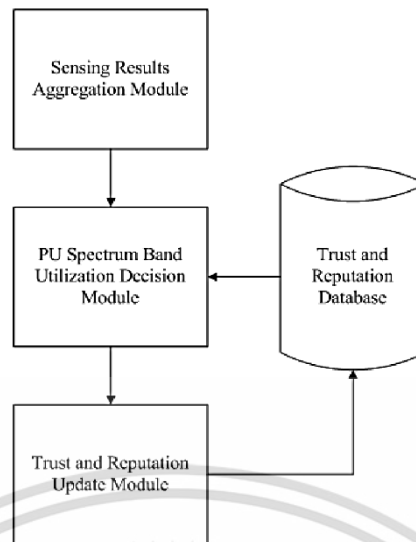 Sensing Results
Aggregation Module
PU Spectrum Band
Utilization Decision
Module
Trust and
Reputation
Database
Trust and Reputation
Update Module